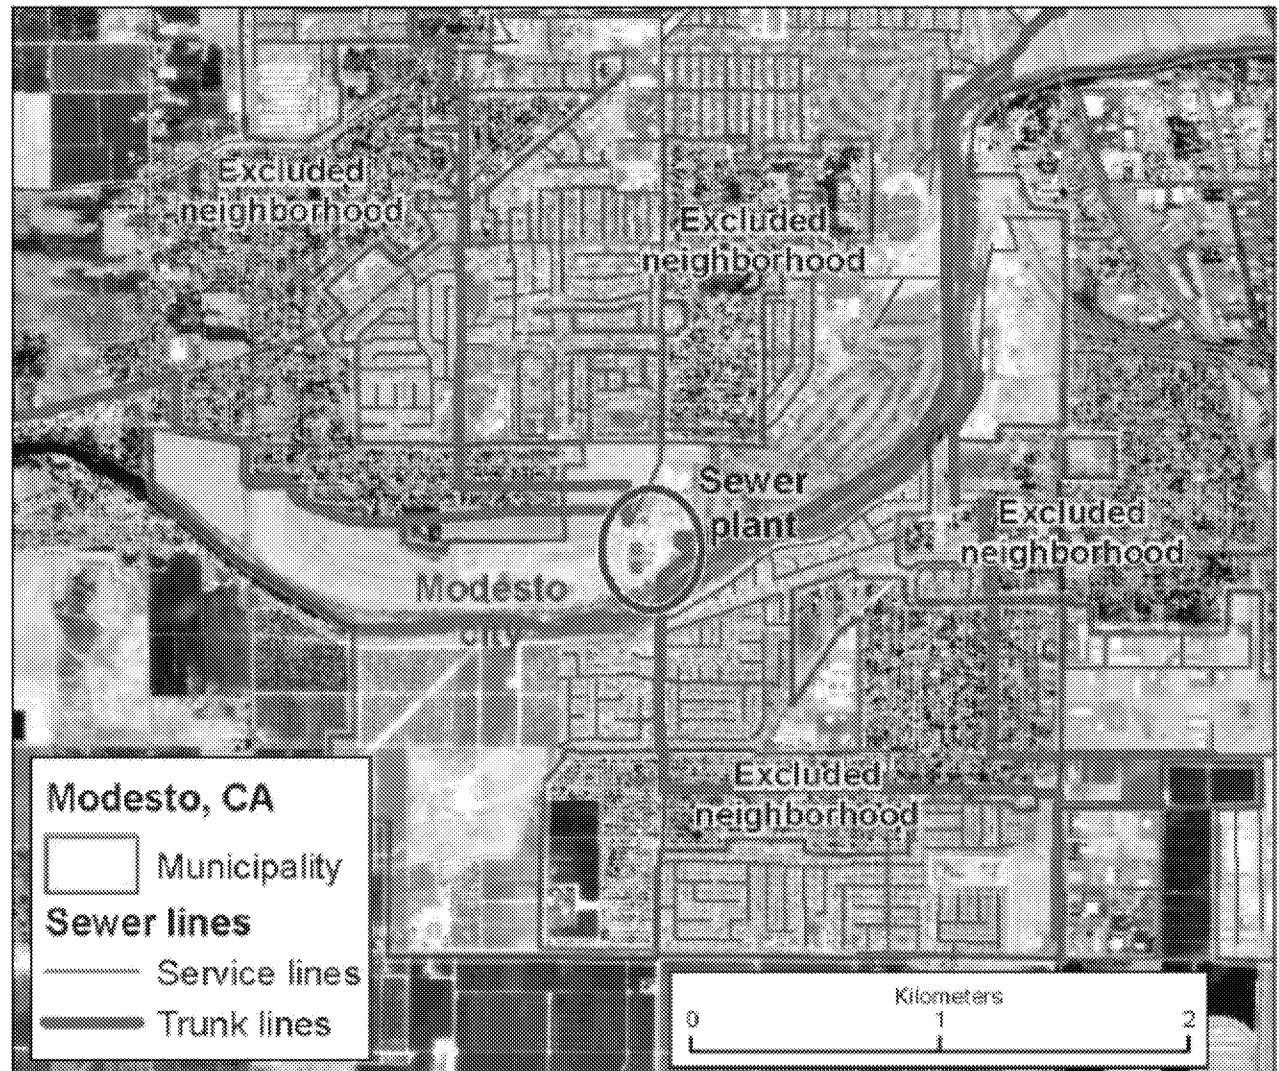 Excluded
neighborhood
Excluded
neighborhood
Sewer
plant
Excluded
neighborhood
Modesto
city
Excluded
neighborhood
Modesto, CA
Municipality
Sewer lines
Service lines
Trunk lines
Kilometers
0 1 2